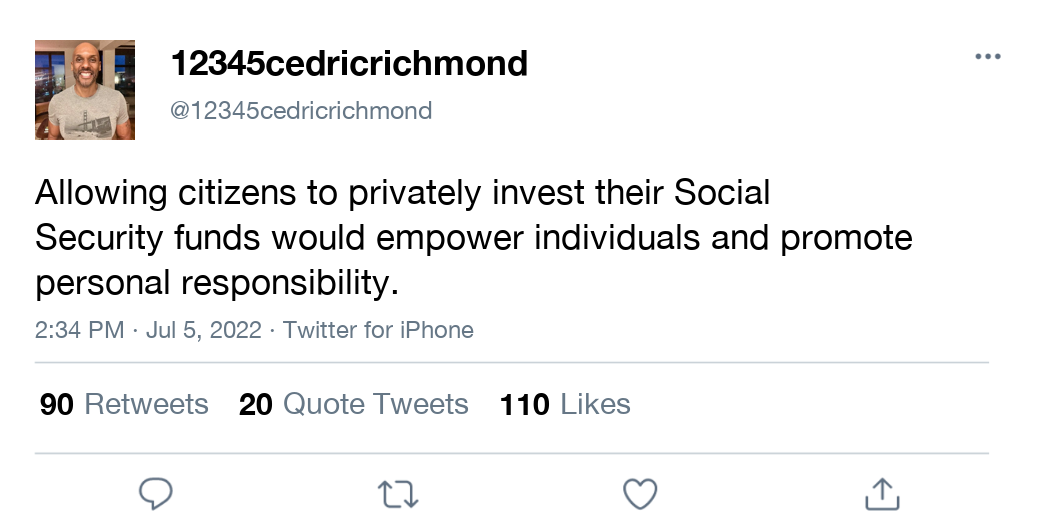 12345cedricrichmond
@12345cedricrichmond
Allowing citizens to privately invest their Social
Security funds would empower individuals and promote
personal responsibility.
2:34 PM · Jul 5, 2022 · Twitter for iPhone
90 Retweets 20 Quote Tweets 110 Likes